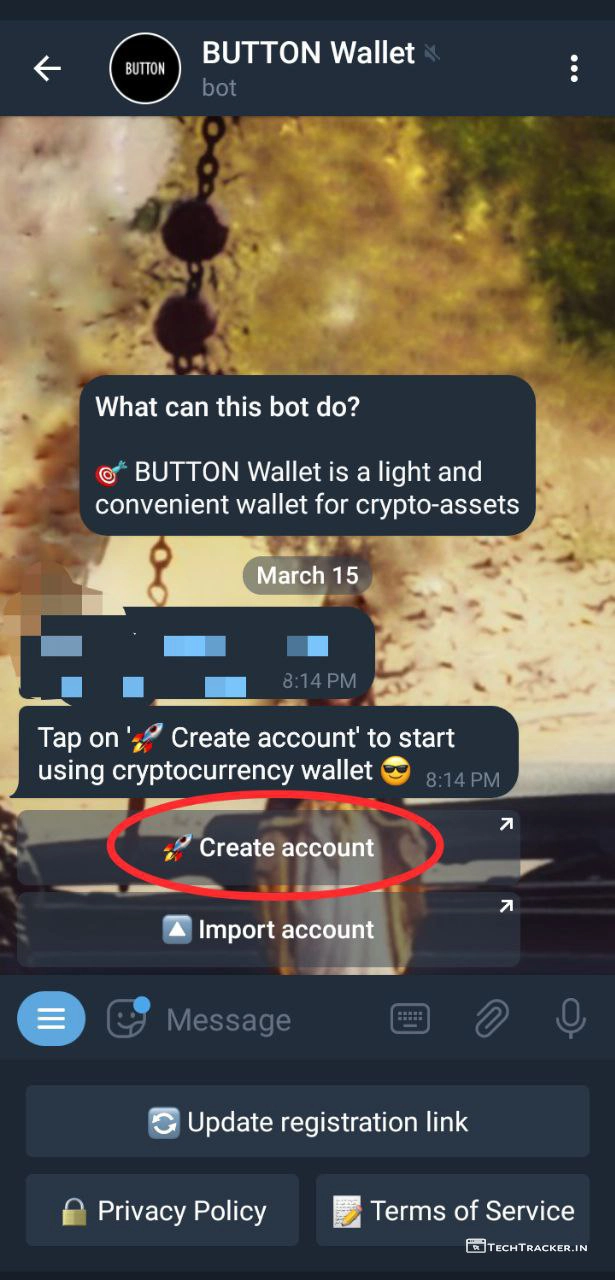 BUTTON
BUTTON Wallet
bot
What can this bot do?
🎯 BUTTON Wallet is a light and
convenient wallet for crypto-assets
March 15
8:14 PM
Tap on '🚀 Create account' to start
using cryptocurrency wallet 😎 8:14 PM
🚀 Create account
🔼 Import account
Message
🔄 Update registration link
🔒 Privacy Policy
📝 Terms of Service
TECHTRACKER.IN